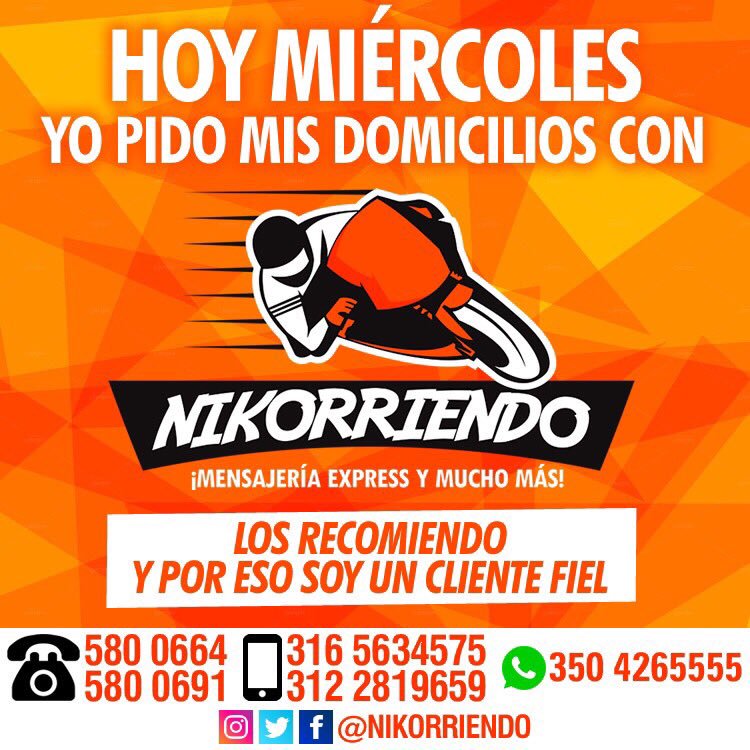 HOY MIÉRCOLES
YO PIDO MIS DOMICILIOS CON
NIKORRIENDO
¡MENSAJERÍA EXPRESS Y MUCHO MÁS!
LOS RECOMIENDO
Y POR ESO SOY UN CLIENTE FIEL
580 0664
580 0691
316 5634575
312 2819659
350 4265555
@NIKORRIENDO